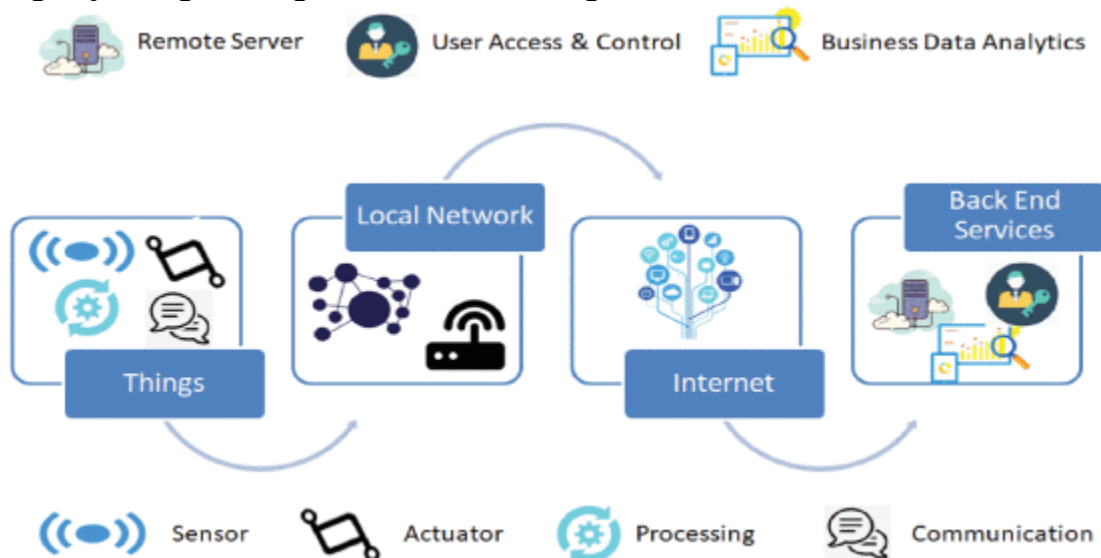 Remote Server
User Access & Control
Business Data Analytics
Local Network
Back End
Services
Things
Internet
Sensor
Actuator
Processing
Communication